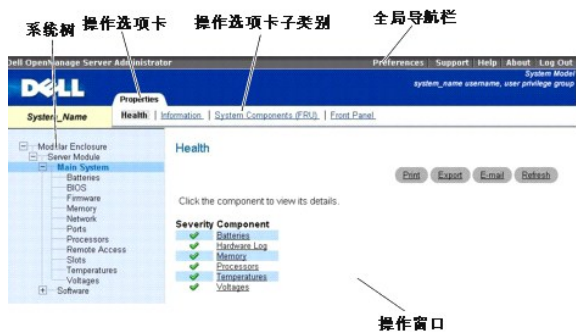 系统树 操作选项卡 操作选项卡子类别 全局导航栏
Dell OpenManage Server Administrator
Preferences Support Help About Log Out
System Model
system_name username, user privilege group
DELL
Properties
System_Name
Health Information System Components (FRU) Front Panel
Modular Enclosure
Server Module
Main System
Batteries
BIOS
Firmware
Memory
Network
Ports
Processors
Remote Access
Slots
Temperatures
Voltages
Software
Health
Print Export E-mail Refresh
Click the component to view its details.
Severity Component
Batteries
Hardware Log
Memory
Processors
Temperatures
Voltages
操作窗口